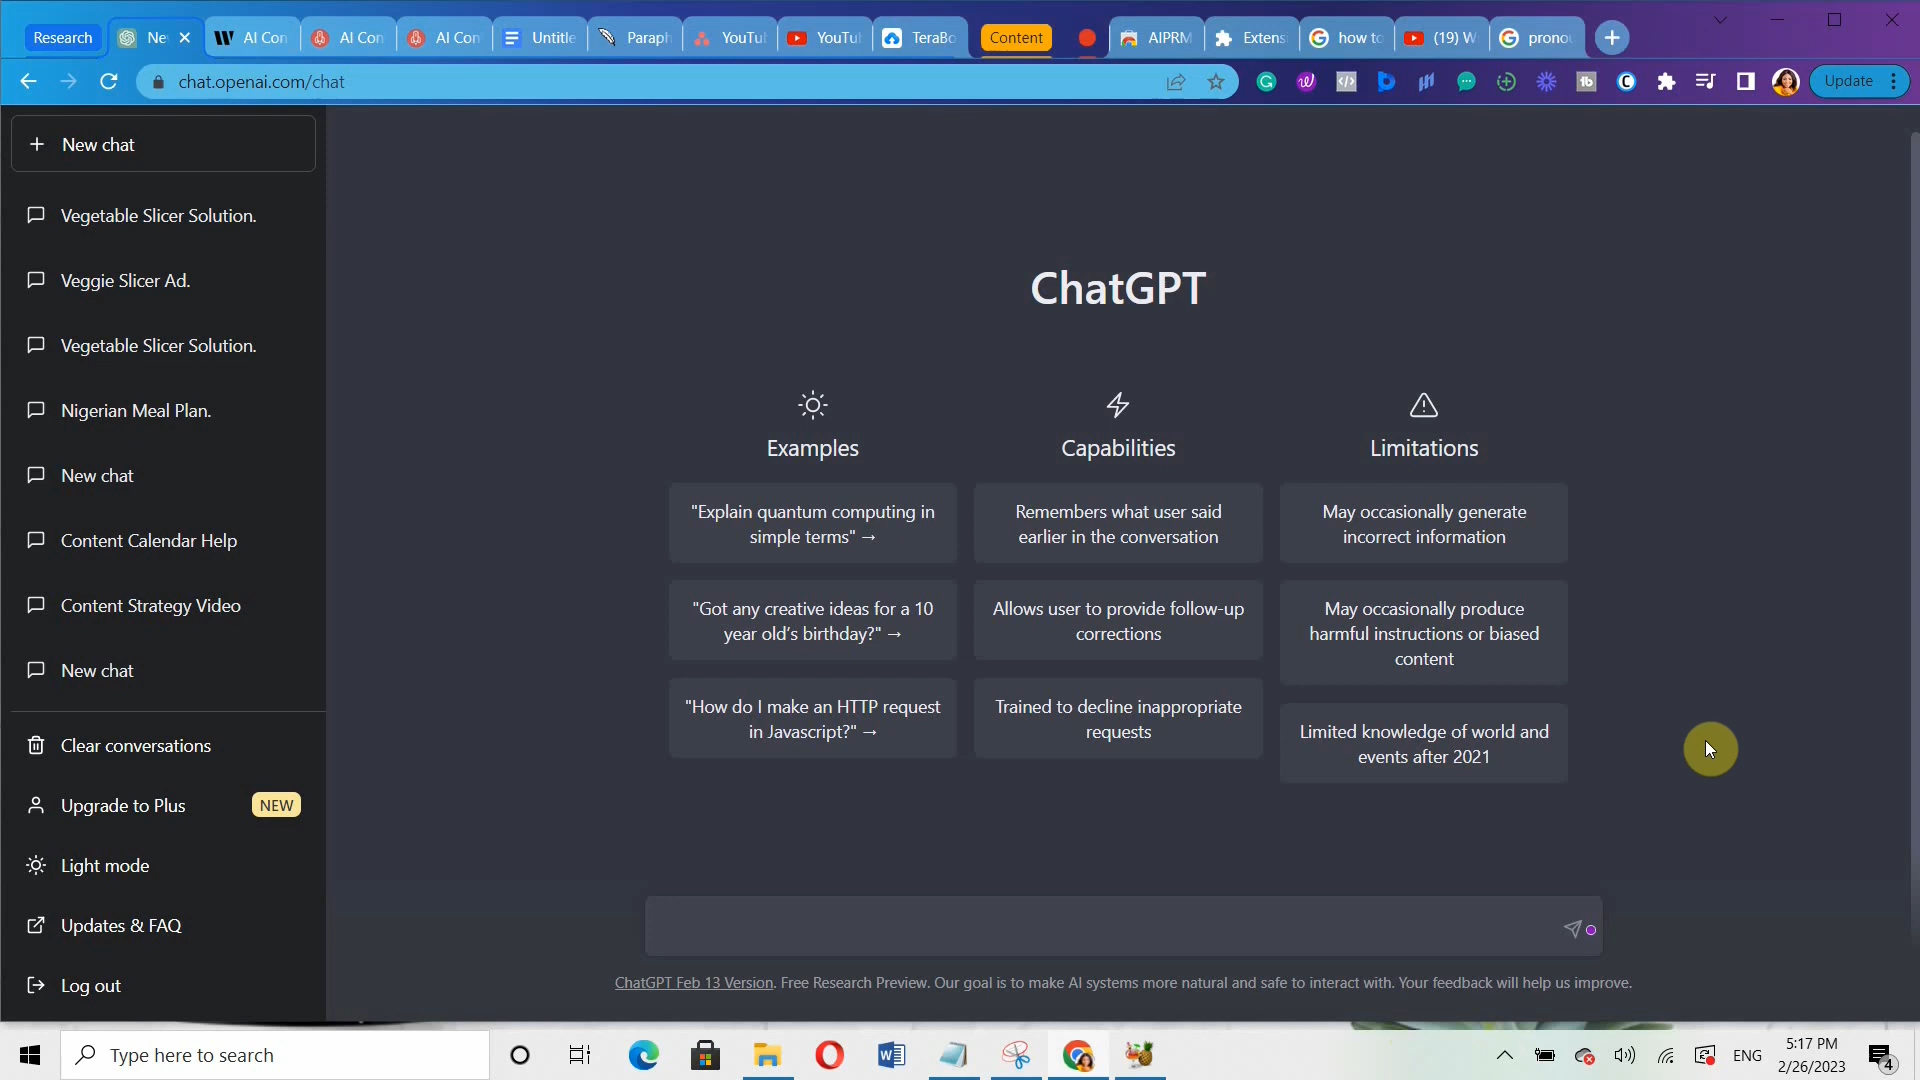 Research
Ne
AI Con
AI Con
AI Con
Untitle
Paraph
YouTu
YouTu
TeraBo
Content
AIPRM
Extens
how to
(19) W
prono
chat.openai.com/chat
Update
New chat
Vegetable Slicer Solution.
Veggie Slicer Ad.
Vegetable Slicer Solution.
Nigerian Meal Plan.
New chat
Content Calendar Help
Content Strategy Video
New chat
Clear conversations
Upgrade to Plus
NEW
Light mode
Updates & FAQ
Log out
ChatGPT
Examples
"Explain quantum computing in
simple terms" →
"Got any creative ideas for a 10
year old’s birthday?" →
"How do I make an HTTP request
in Javascript?" →
Capabilities
Remembers what user said
earlier in the conversation
Allows user to provide follow-up
corrections
Trained to decline inappropriate
requests
Limitations
May occasionally generate
incorrect information
May occasionally produce
harmful instructions or biased
content
Limited knowledge of world and
events after 2021
ChatGPT Feb 13 Version. Free Research Preview. Our goal is to make AI systems more natural and safe to interact with. Your feedback will help us improve.
Type here to search
ENG
5:17 PM
2/26/2023
4